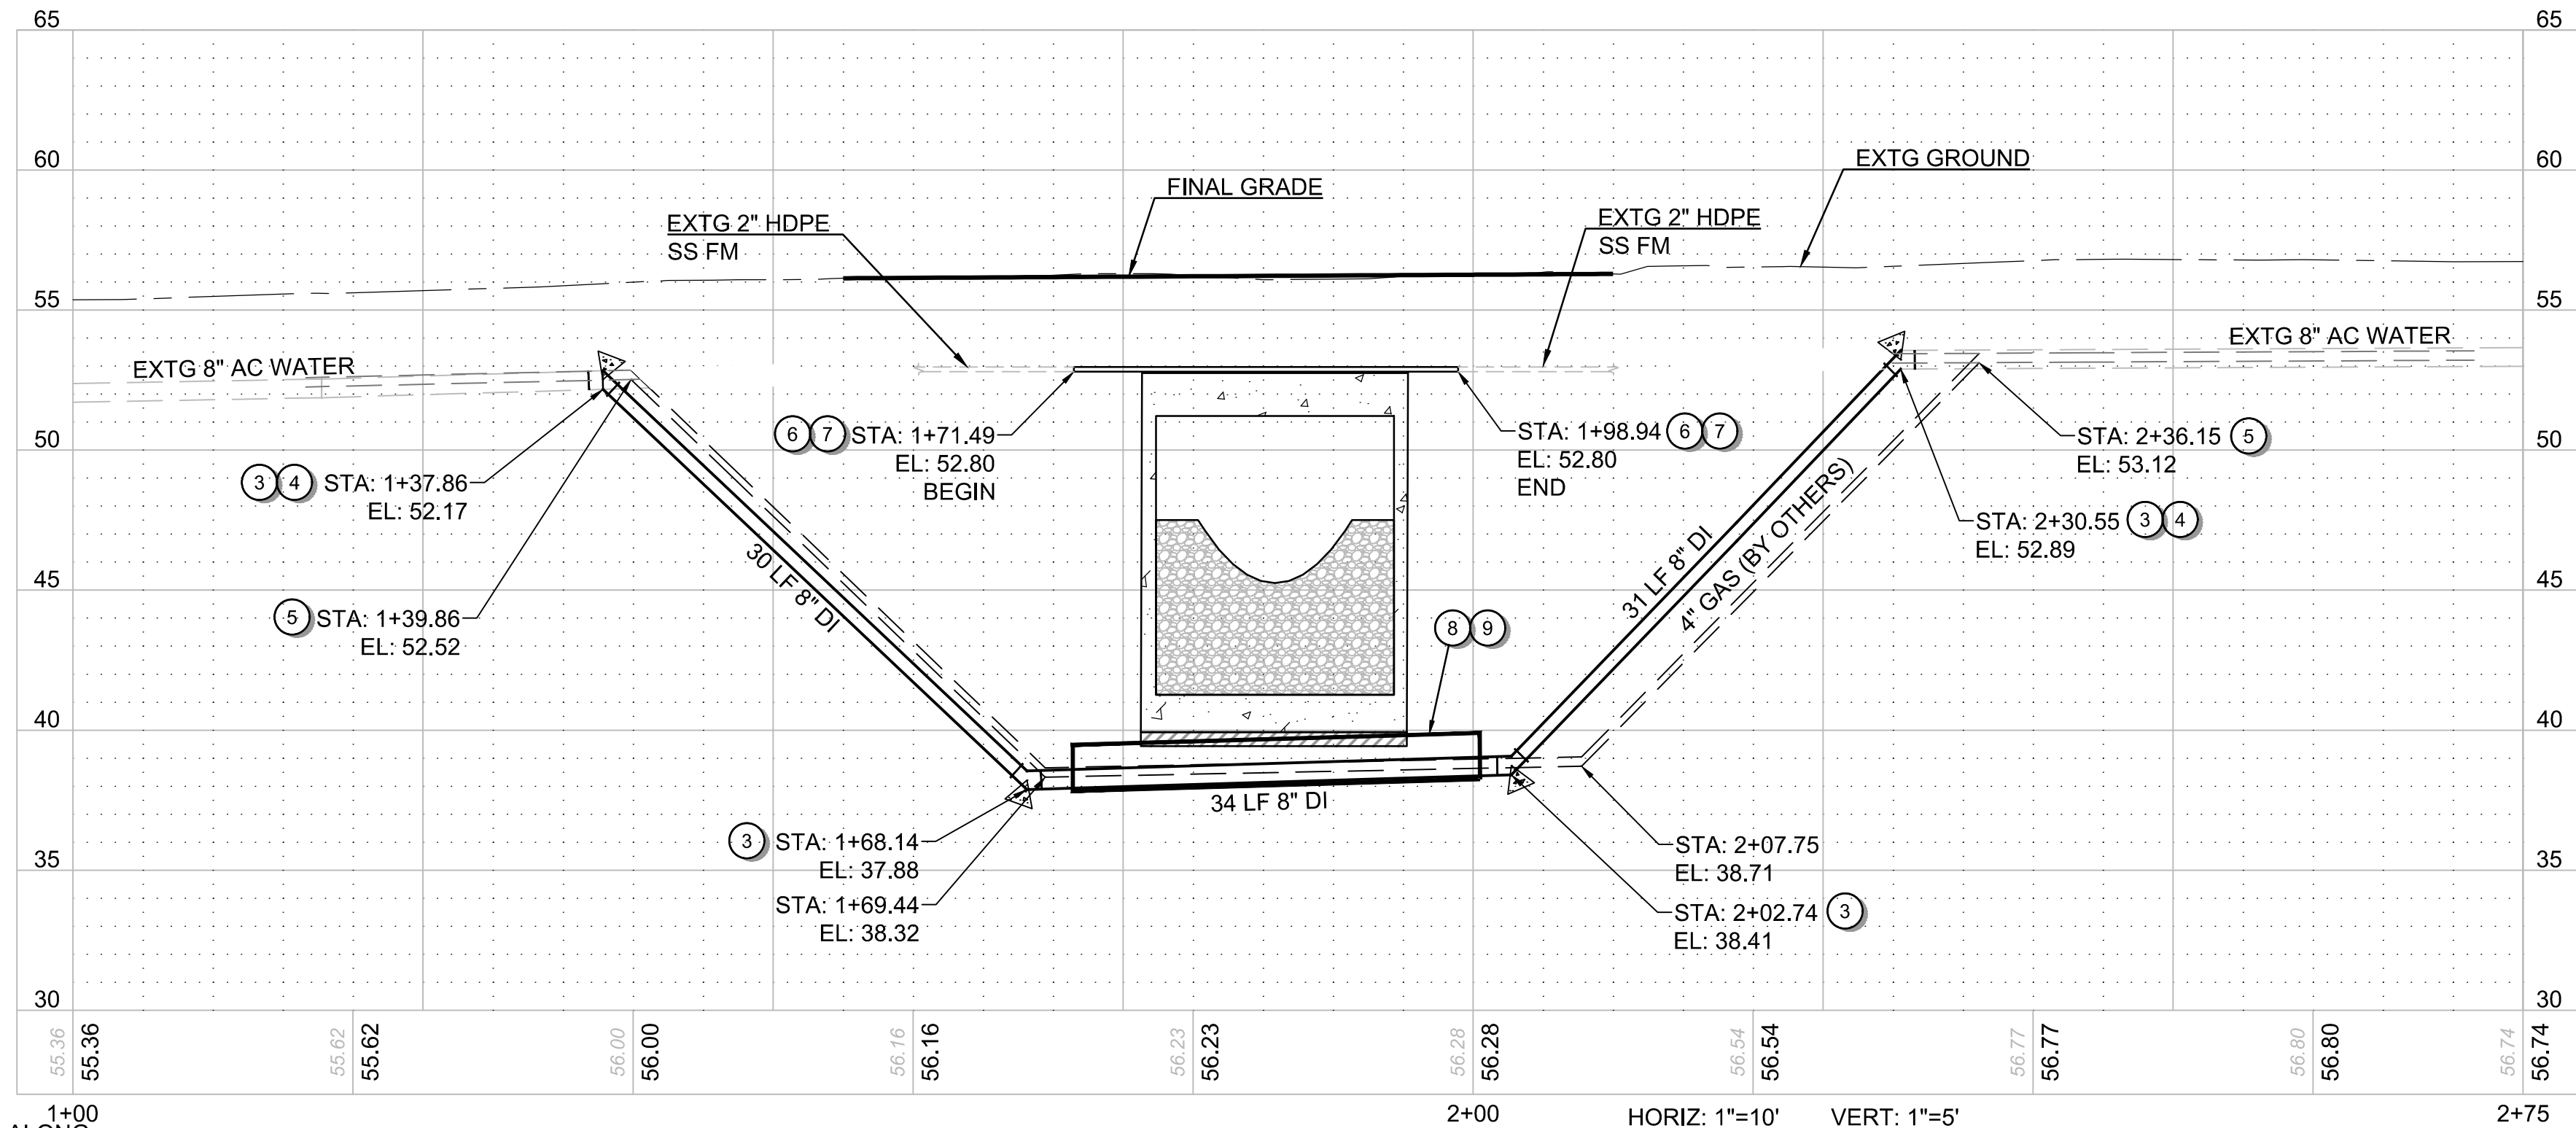 65
65
60
60
EXTG GROUND
FINAL GRADE
EXTG 2" HDPE
SS FM
EXTG 2" HDPE
SS FM
55
55
EXTG 8" AC WATER
EXTG 8" AC WATER
50
50
6 7 STA: 1+71.49
EL: 52.80
BEGIN
STA: 1+98.94 6 7
EL: 52.80
END
STA: 2+36.15 5
EL: 53.12
3 4 STA: 1+37.86
EL: 52.17
STA: 2+30.55 3 4
EL: 52.89
30 LF 8" DI
31 LF 8" DI
4" GAS (BY OTHERS)
45
45
5 STA: 1+39.86
EL: 52.52
8 9
40
40
34 LF 8" DI
3 STA: 1+68.14
EL: 37.88
STA: 2+07.75
EL: 38.71
35
35
STA: 1+69.44
EL: 38.32
STA: 2+02.74 3
EL: 38.41
30
30
55.36 55.36
55.62 55.62
56.00 56.00
56.16 56.16
56.23 56.23
56.28 56.28
56.54 56.54
56.77 56.77
56.80 56.80
56.74 56.74
1+00
2+00
HORIZ: 1"=10' VERT: 1"=5'
2+75